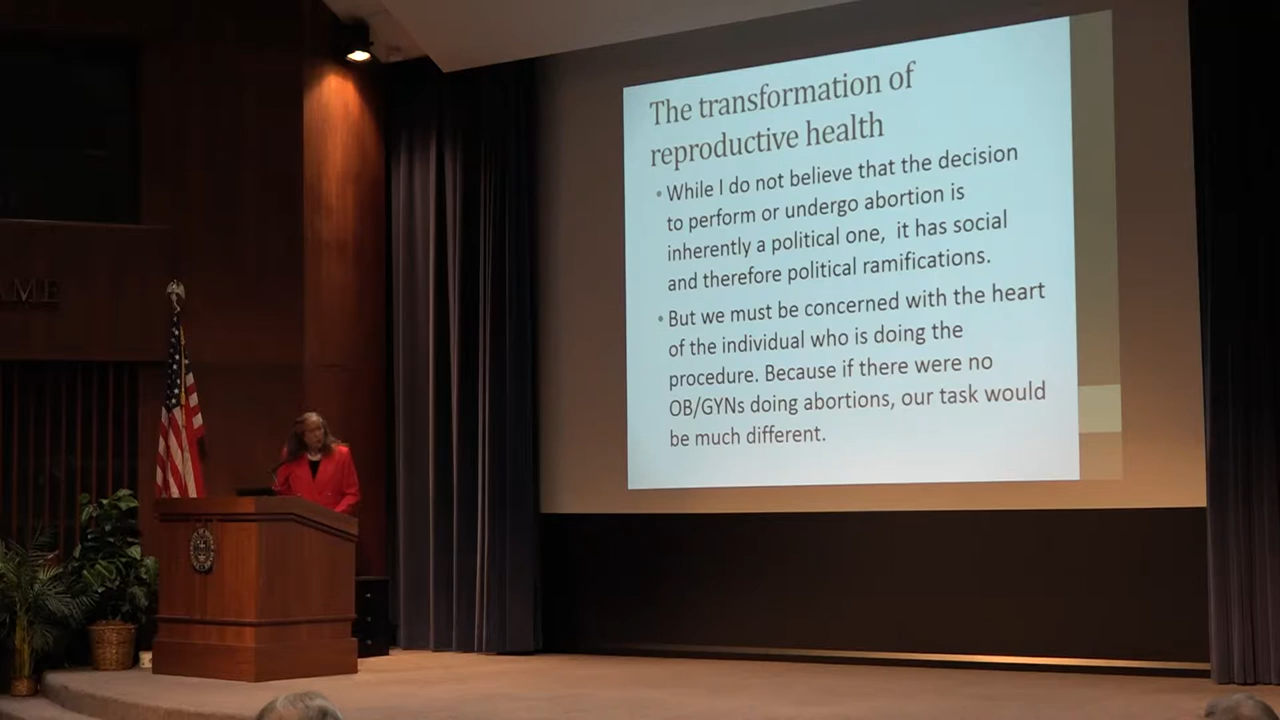 AME
The transformation of
reproductive health
• While I do not believe that the decision
to perform or undergo abortion is
inherently a political one, it has social
and therefore political ramifications.
• But we must be concerned with the heart
of the individual who is doing the
procedure. Because if there were no
OB/GYNs doing abortions, our task would
be much different.